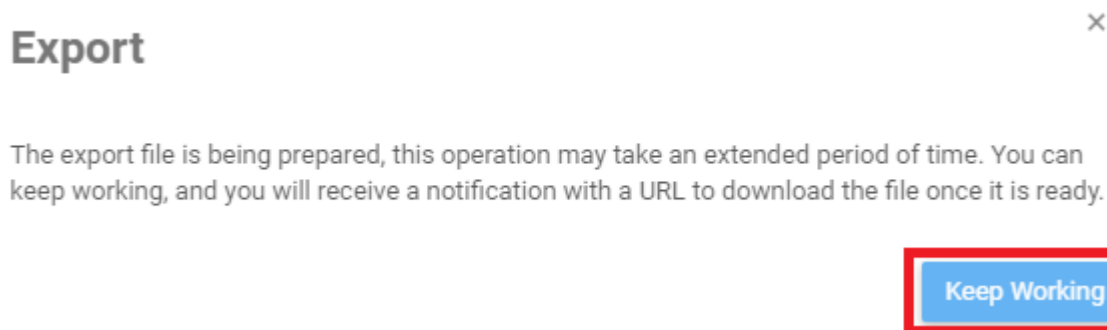 Export
The export file is being prepared, this operation may take an extended period of time. You can
keep working, and you will receive a notification with a URL to download the file once it is ready.
Keep Working